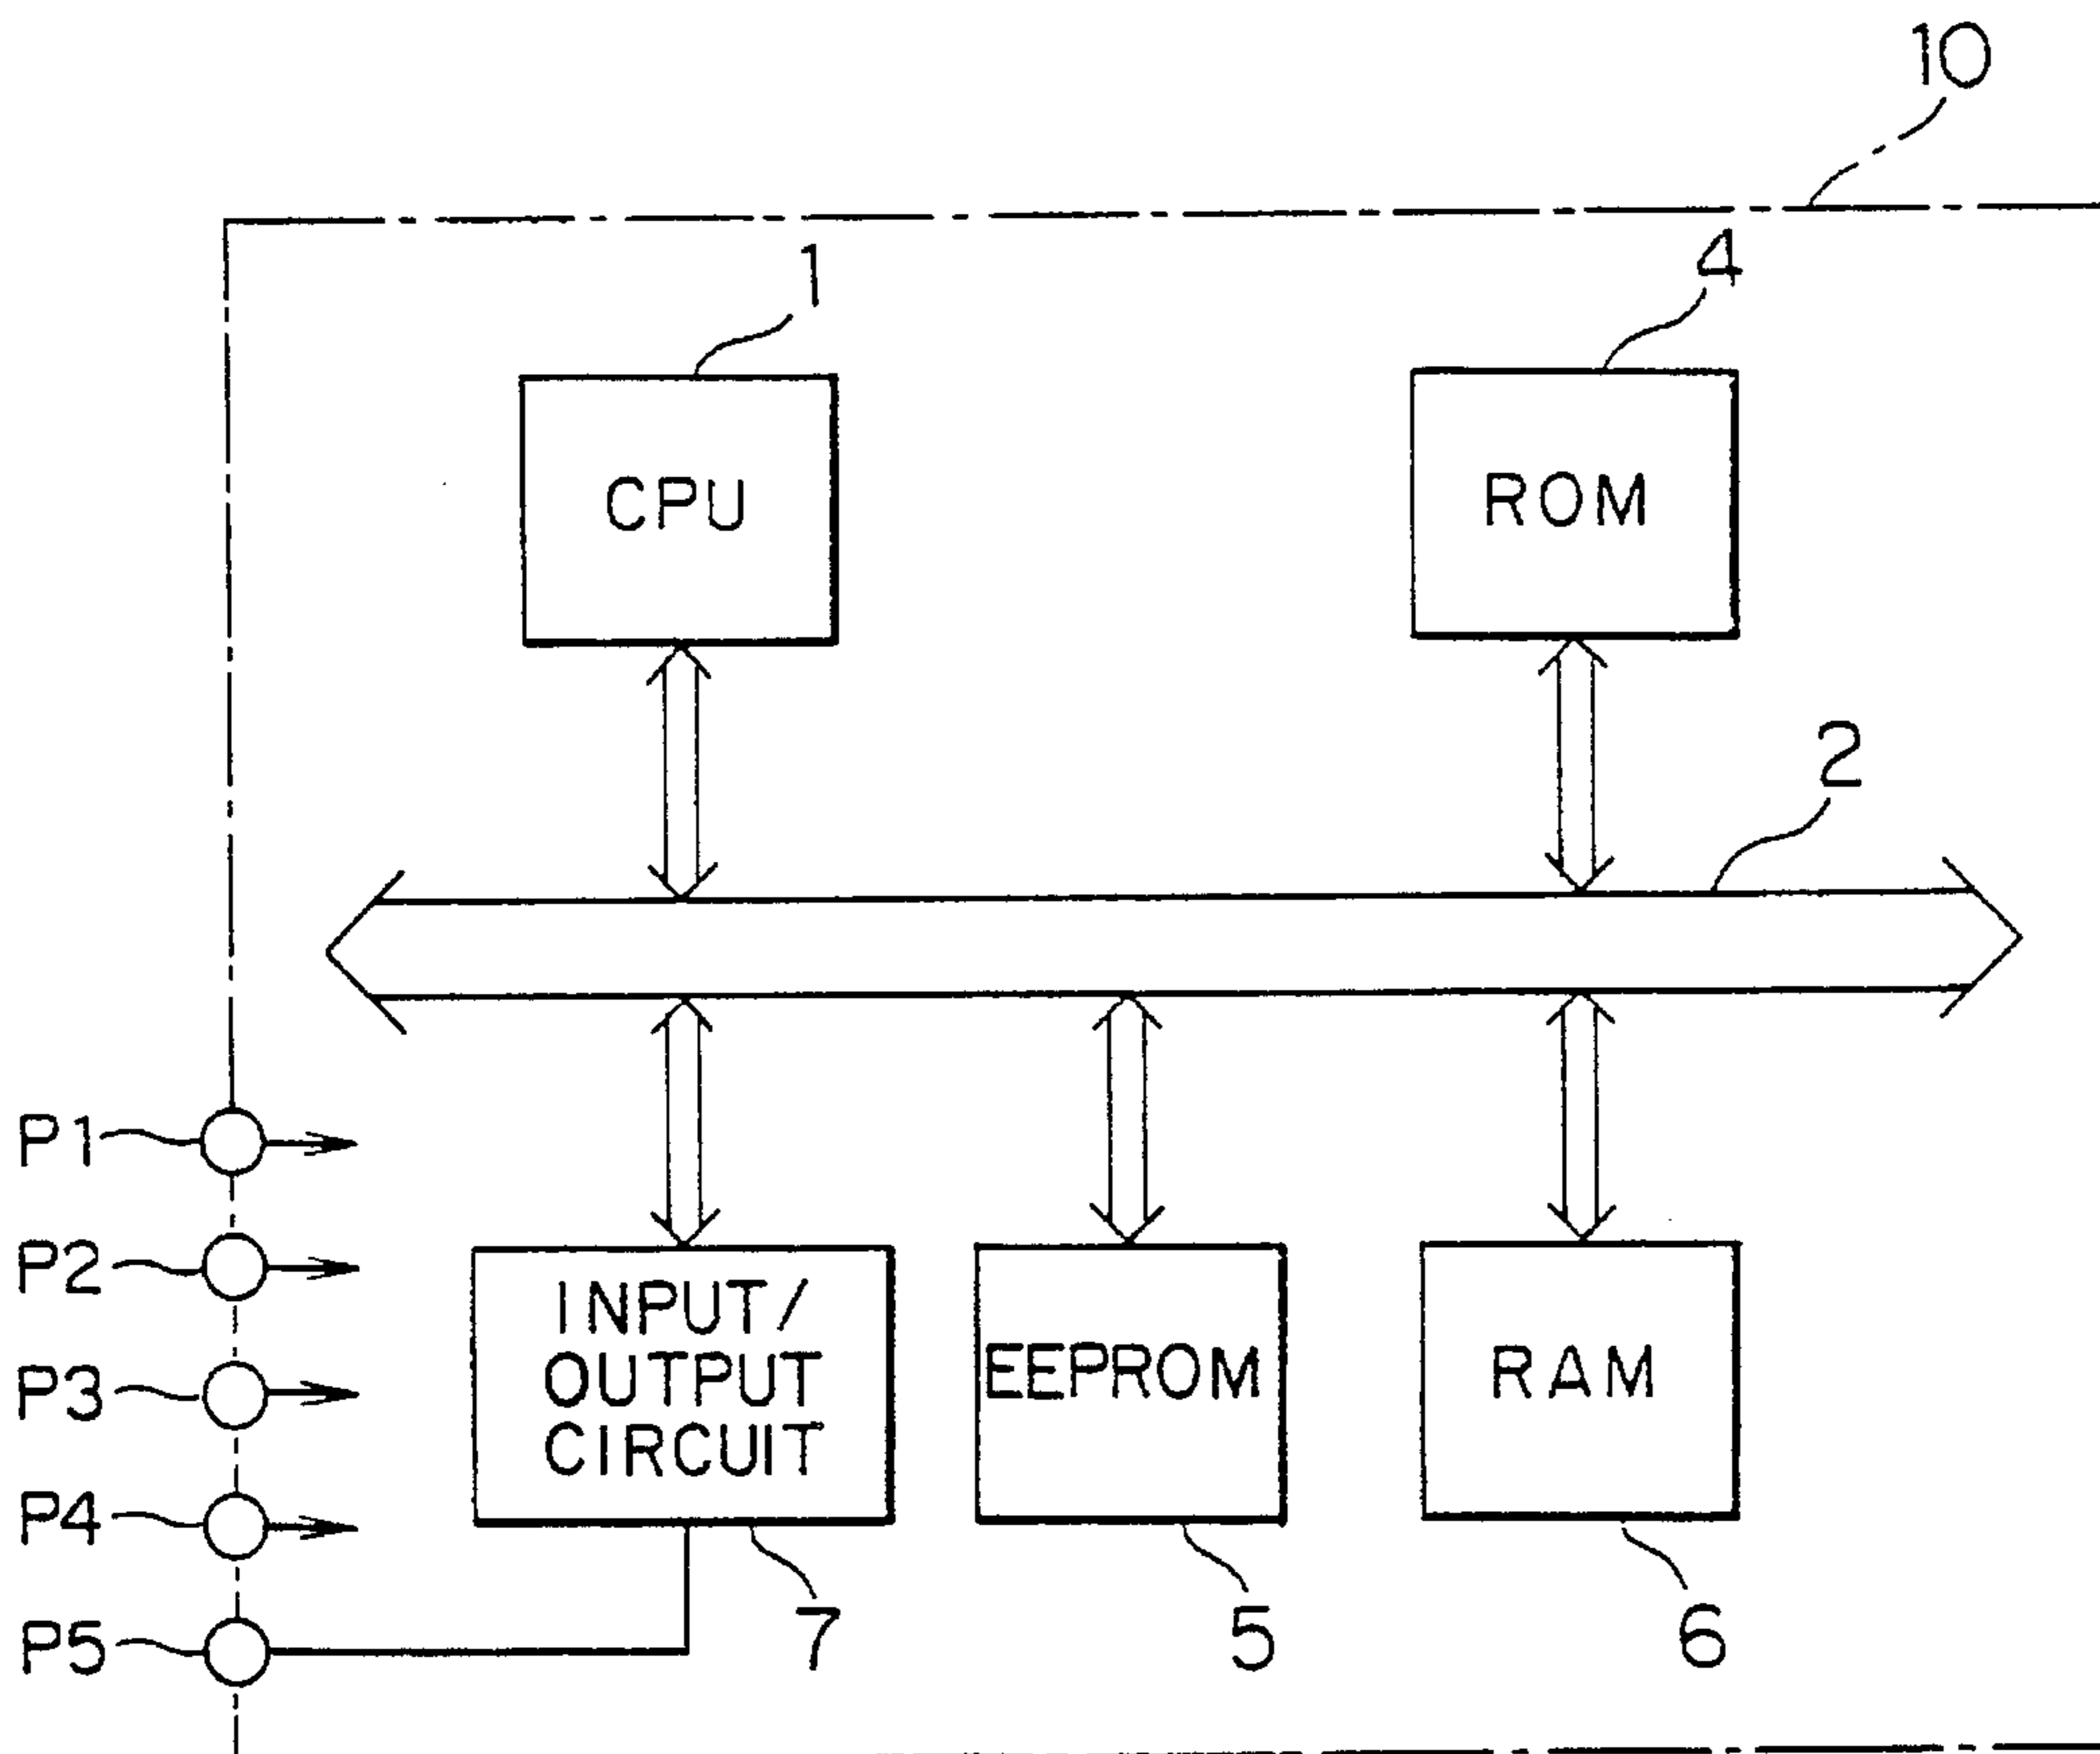 10
1
4
CPU
ROM
2
P1
P2
P3
P4
P5
INPUT/
OUTPUT
CIRCUIT
EEPROM
RAM
7
5
6